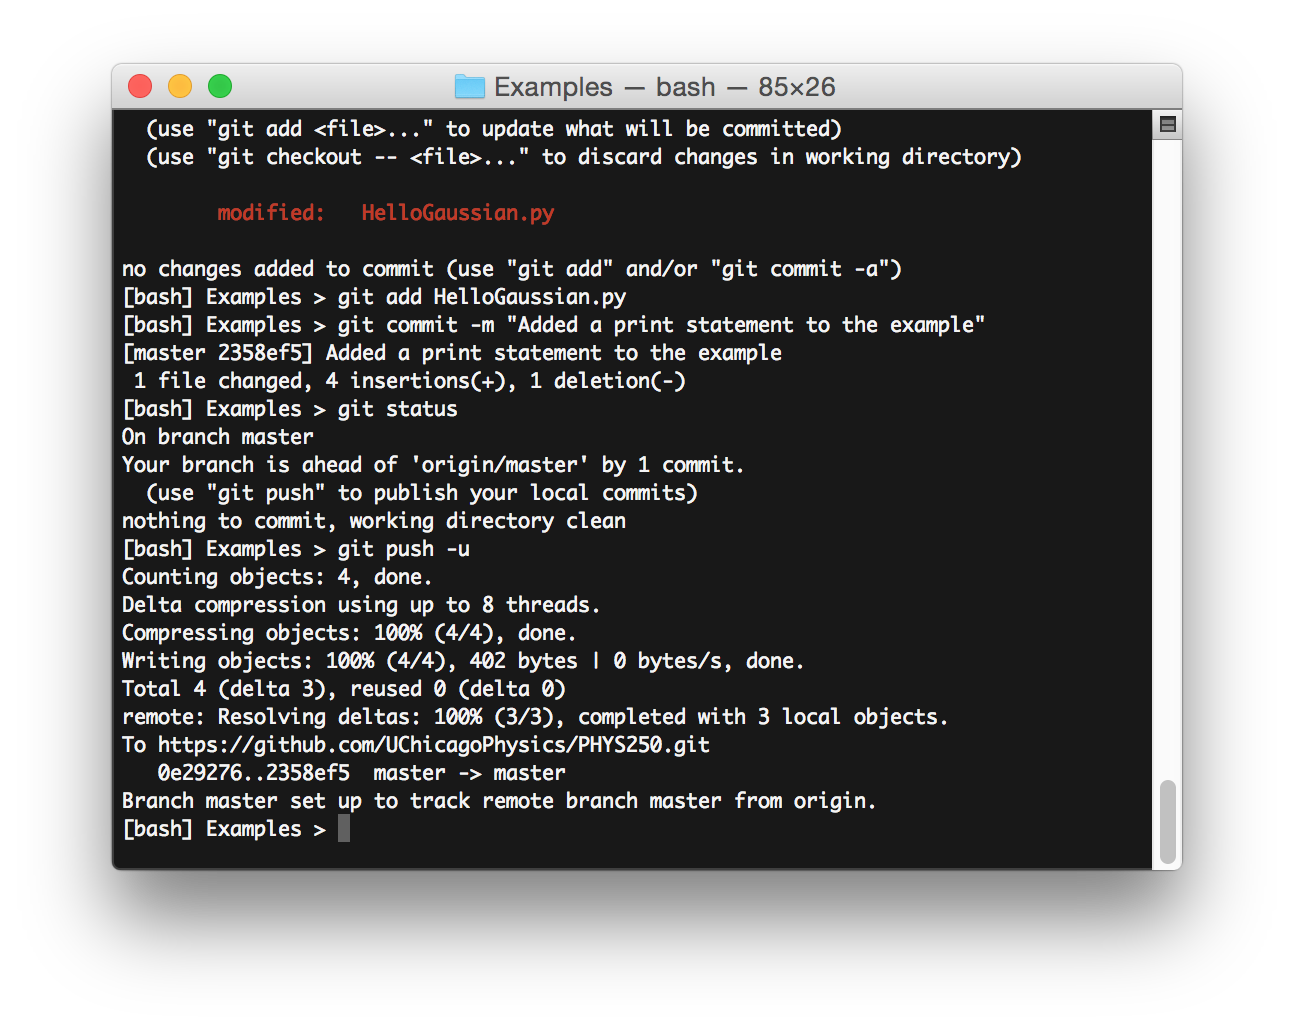 Examples — bash — 85×26
(use "git add <file>..." to update what will be committed)
(use "git checkout -- <file>..." to discard changes in working directory)
modified:   HelloGaussian.py
no changes added to commit (use "git add" and/or "git commit -a")
[bash] Examples > git add HelloGaussian.py
[bash] Examples > git commit -m "Added a print statement to the example"
[master 2358ef5] Added a print statement to the example
1 file changed, 4 insertions(+), 1 deletion(-)
[bash] Examples > git status
On branch master
Your branch is ahead of 'origin/master' by 1 commit.
(use "git push" to publish your local commits)
nothing to commit, working directory clean
[bash] Examples > git push -u
Counting objects: 4, done.
Delta compression using up to 8 threads.
Compressing objects: 100% (4/4), done.
Writing objects: 100% (4/4), 402 bytes | 0 bytes/s, done.
Total 4 (delta 3), reused 0 (delta 0)
remote: Resolving deltas: 100% (3/3), completed with 3 local objects.
To https://github.com/UChicagoPhysics/PHYS250.git
0e29276..2358ef5  master -> master
Branch master set up to track remote branch master from origin.
[bash] Examples >